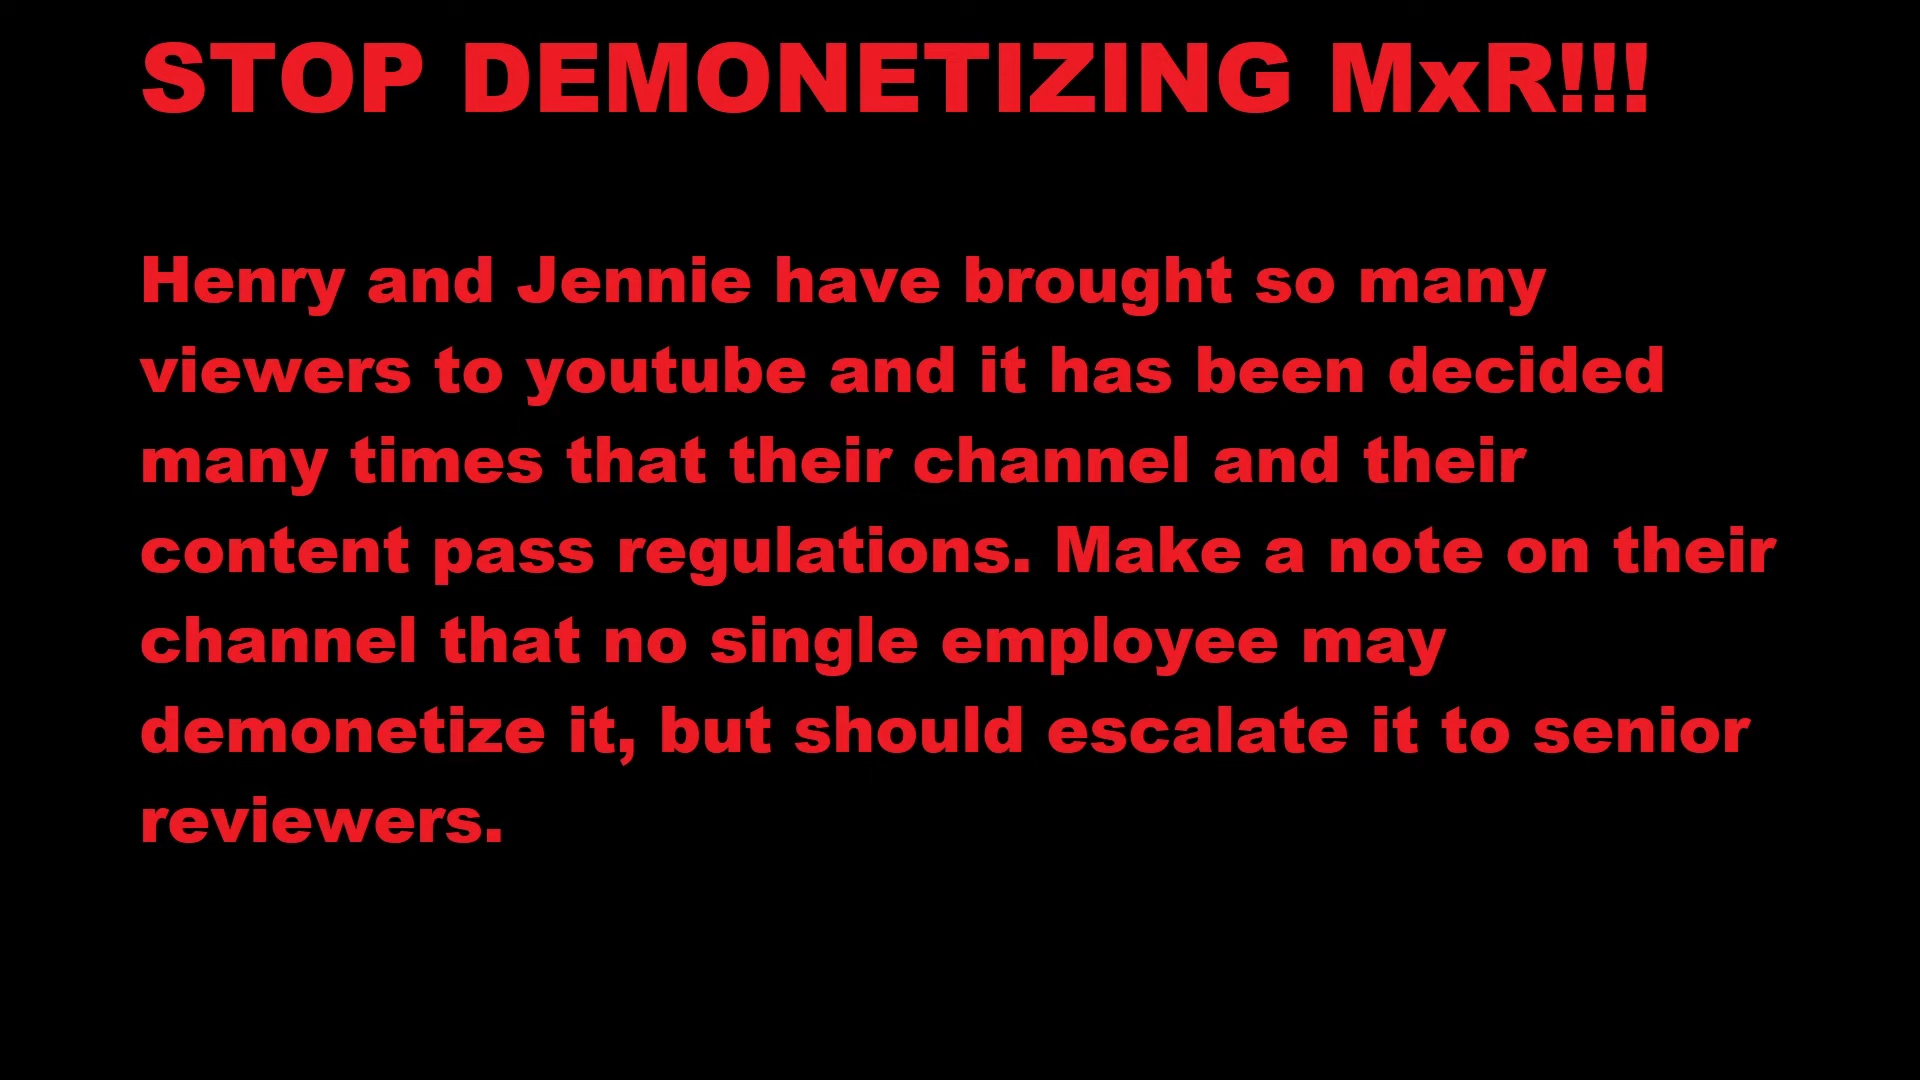 STOP DEMONETIZING MxR!!!
Henry and Jennie have brought so many
viewers to youtube and it has been decided
many times that their channel and their
content pass regulations. Make a note on their
channel that no single employee may
demonetize it, but should escalate it to senior
reviewers.